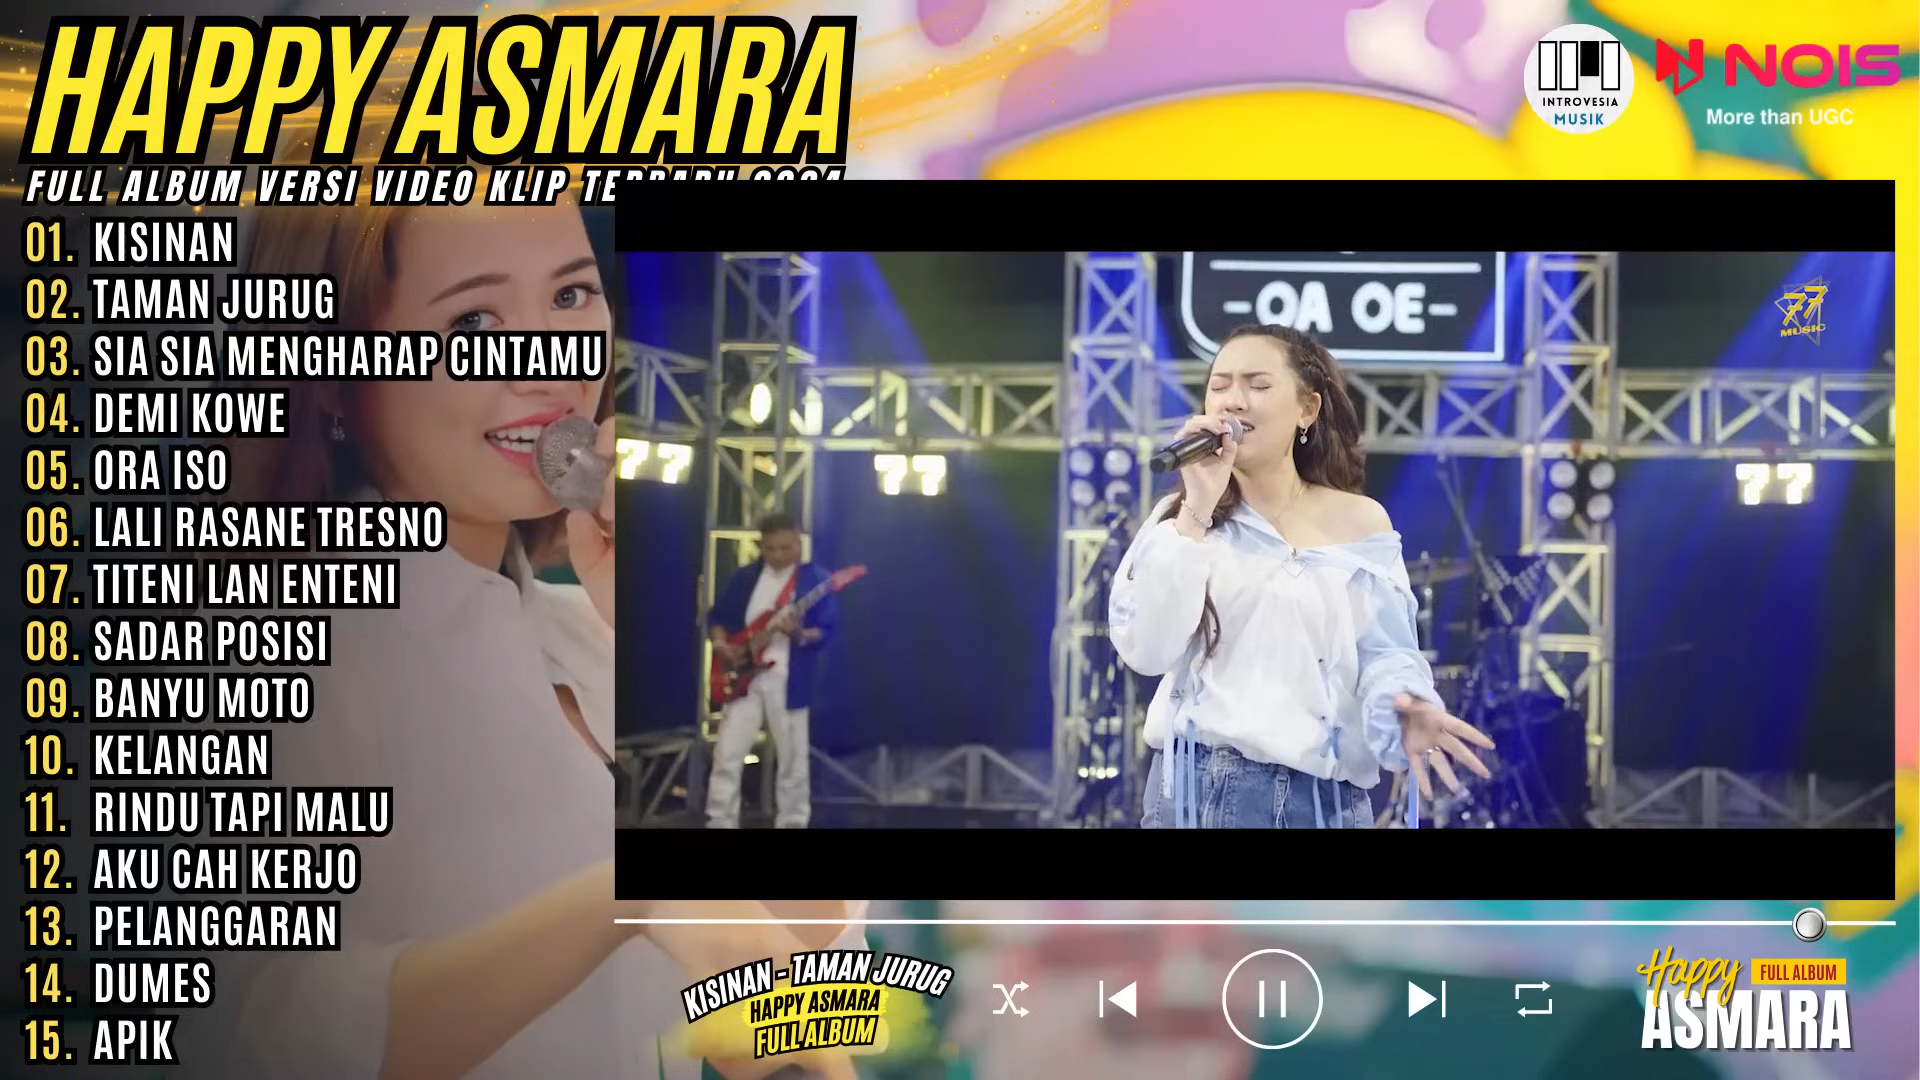 HAPPY ASMARA
FULL ALBUM VERSI VIDEO KLIP
01. KISINAN
02. TAMAN JURUG
03. SIA SIA MENGHARAP CINTAMU
04. DEMI KOWE
05. ORA ISO
06. LALI RASANE TRESNO
07. TITENI LAN ENTENI
08. SADAR POSISI
09. BANYU MOTO
10. KELANGAN
11. RINDU TAPI MALU
12. AKU CAH KERJO
13. PELANGGARAN
14. DUMES
15. APIK
INTROVESIA
MUSIK
NOIS
More than UGC
-OA OE-
77
MUSIC
77
77
77
KISINAN - TAMAN JURUG
HAPPY ASMARA
FULL ALBUM
Happy
FULL ALBUM
ASMARA